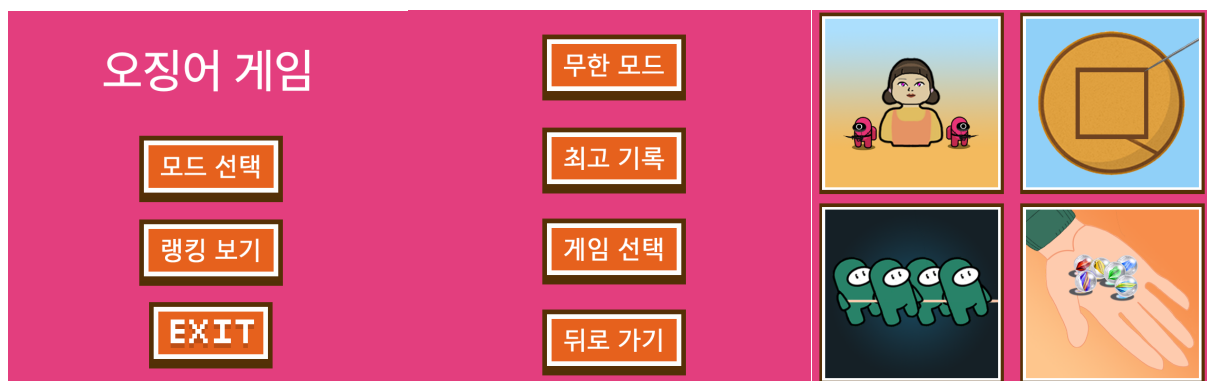 오징어 게임
모드 선택
랭킹 보기
EXIT
무한 모드
최고 기록
게임 선택
뒤로 가기